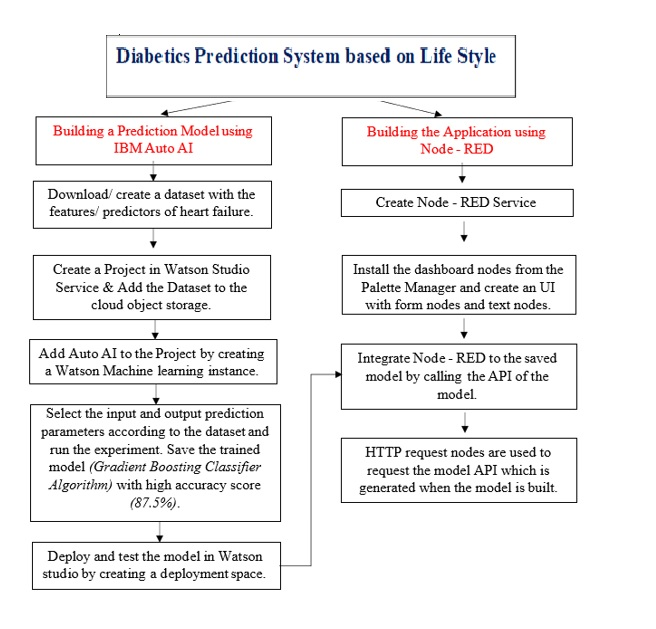 Diabetics Prediction System based on Life Style
Building a Prediction Model using
IBM Auto AI
Download/ create a dataset with the
features/ predictors of heart failure.
Create a Project in Watson Studio
Service & Add the Dataset to the
cloud object storage.
Add Auto AI to the Project by creating
a Watson Machine learning instance.
Select the input and output prediction
parameters according to the dataset and
run the experiment. Save the trained
model (Gradient Boosting Classifier
Algorithm) with high accuracy score
(87.5%).
Deploy and test the model in Watson
studio by creating a deployment space.
Building the Application using
Node - RED
Create Node - RED Service
Install the dashboard nodes from the
Palette Manager and create an UI
with form nodes and text nodes.
Integrate Node - RED to the saved
model by calling the API of the
model.
HTTP request nodes are used to
request the model API which is
generated when the model is built.